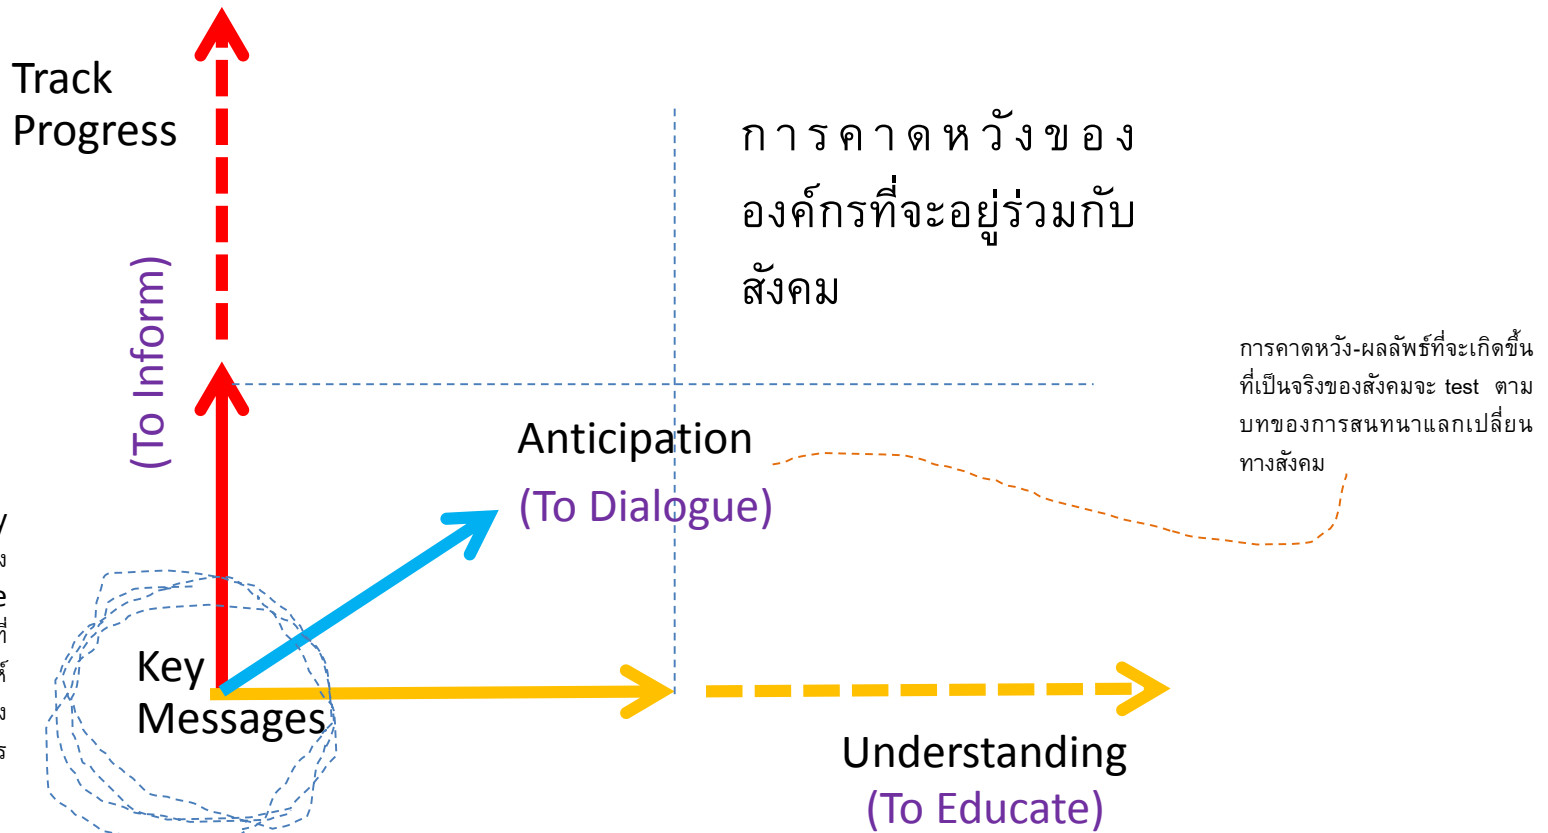 Track
Progress
(To Inform)
การคาดหวังของ
องค์กรที่จะอยู่ร่วมกับ
สังคม
การคาดหวัง-ผลลัพธ์ที่จะเกิดขึ้น
ที่เป็นจริงของสังคมจะ test ตาม
บทของการสนทนาแลกเปลี่ยน
ทางสังคม
Anticipation
(To Dialogue)
Key
Messages
Understanding
(To Educate)